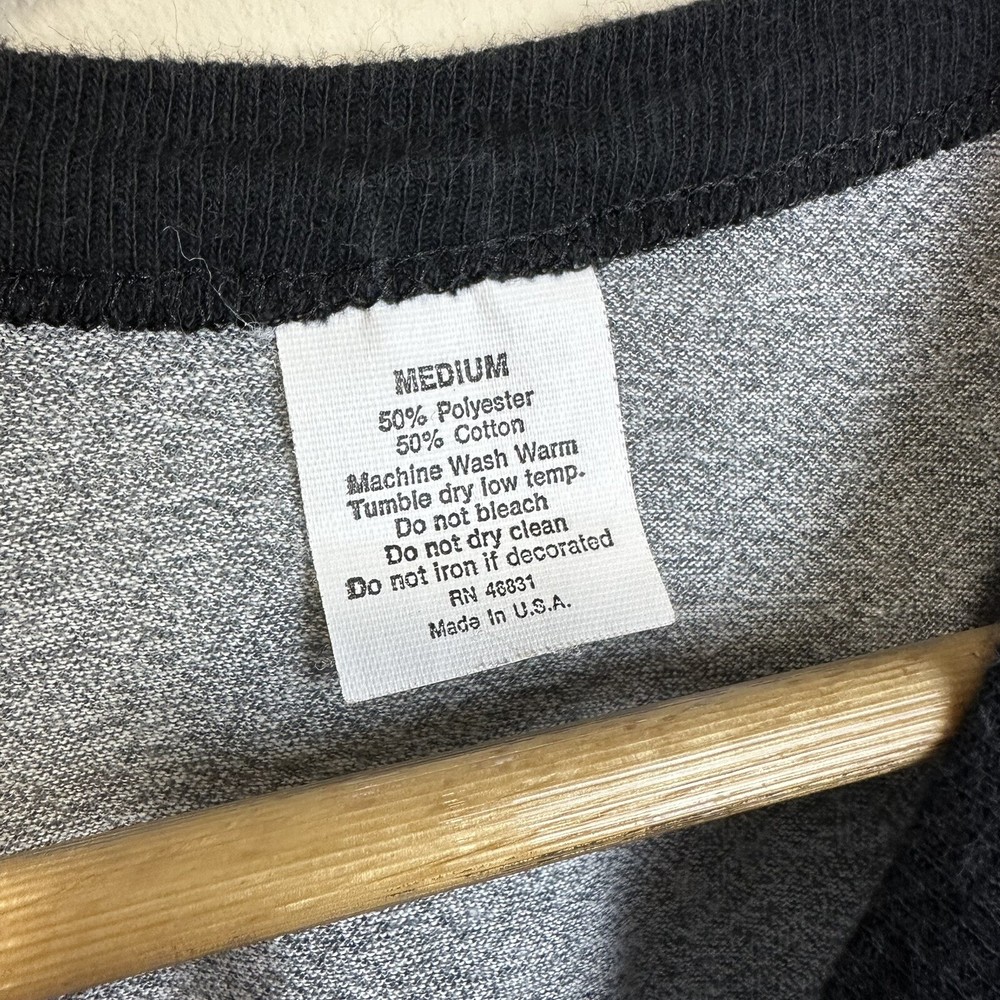 MEDIUM
50% Polyester
50% Cotton
Machine Wash Warm
Tumble dry low temp.
Do not bleach
Do not dry clean
Do not iron if decorated
RN 46831
Made in U.S.A.